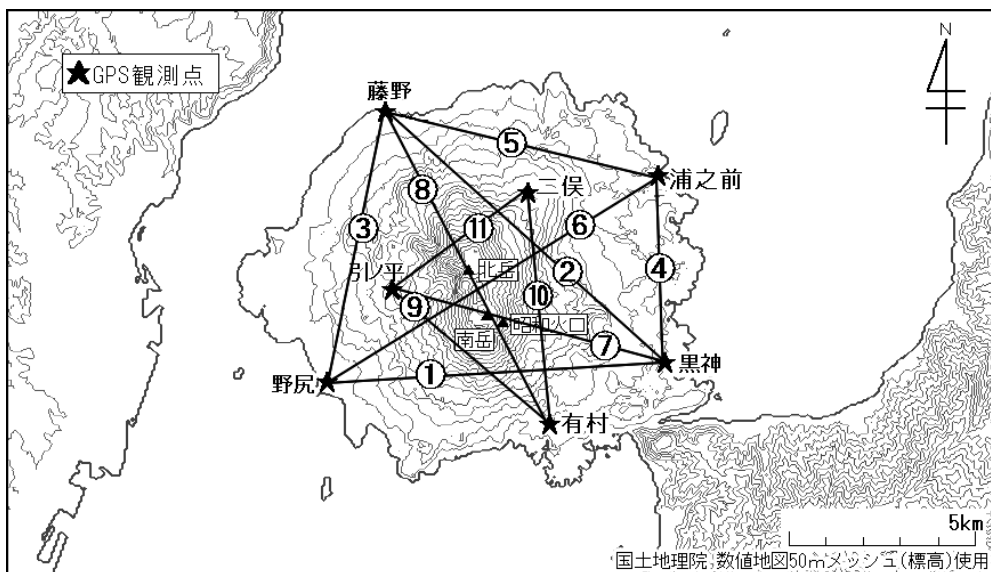 N
★GPS観測点
藤野
⑤
三俣
浦之前
⑧
③
⑪
⑥
北岳
②
④
引ノ平
⑩
⑨
昭和火口
南岳
⑦
黒神
野尻
①
有村
5km
国土地理院 数値地図50mメッシュ(標高)使用